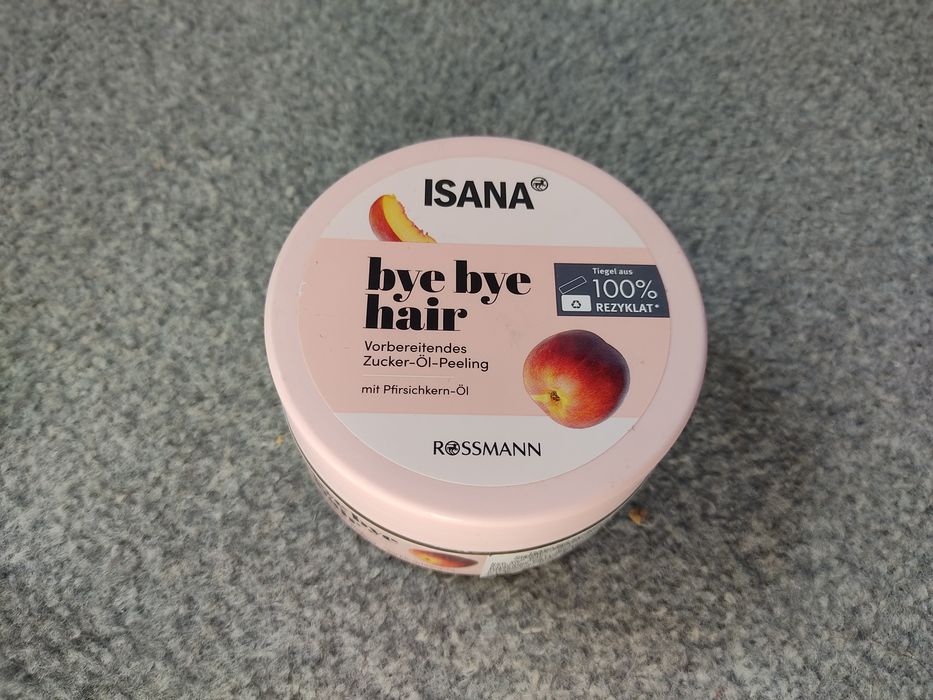 ISANA
bye bye
hair
Vorbereitendes
Zucker-Öl-Peeling
mit Pfirsichkern-Öl
Tiegel aus
100%
REZYKLAT*
ROSSMANN